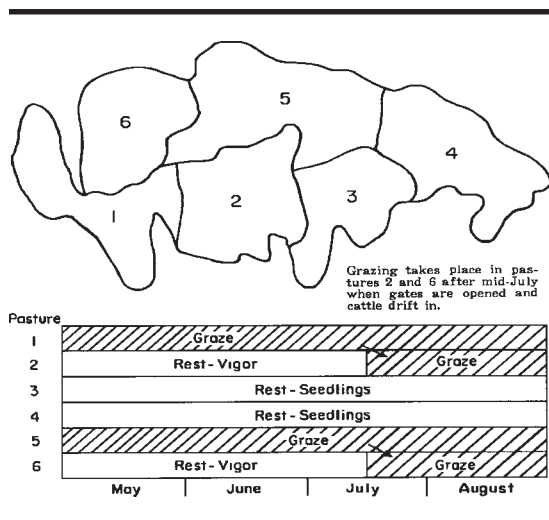 6
5
4
1
2
3
Grazing takes place in pas-
tures 2 and 6 after mid-July
when gates are opened and
cattle drift in.
Pasture
1 Graze
2 Rest-Vigor Graze
3 Rest-Seedlings
4 Rest-Seedlings
5 Graze
6 Rest-Vigor Graze
May June July August